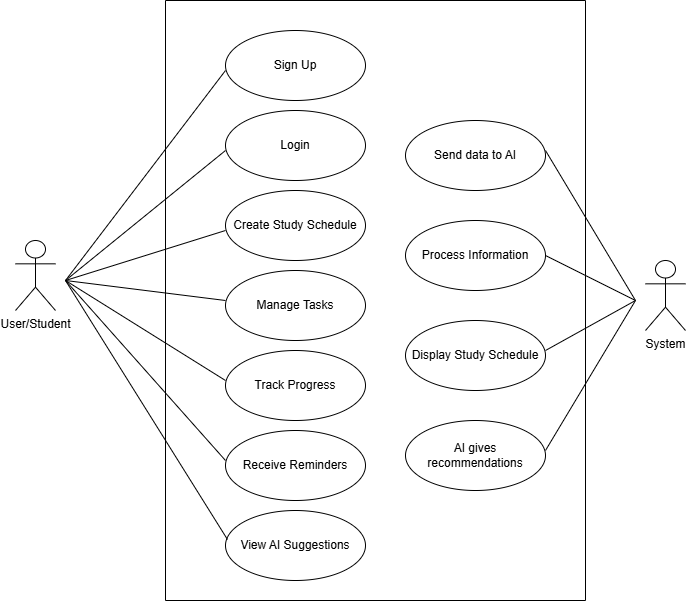 Sign Up
Login
Create Study Schedule
Manage Tasks
Track Progress
Receive Reminders
View AI Suggestions
Send data to AI
Process Information
Display Study Schedule
AI gives
recommendations
User/Student
System